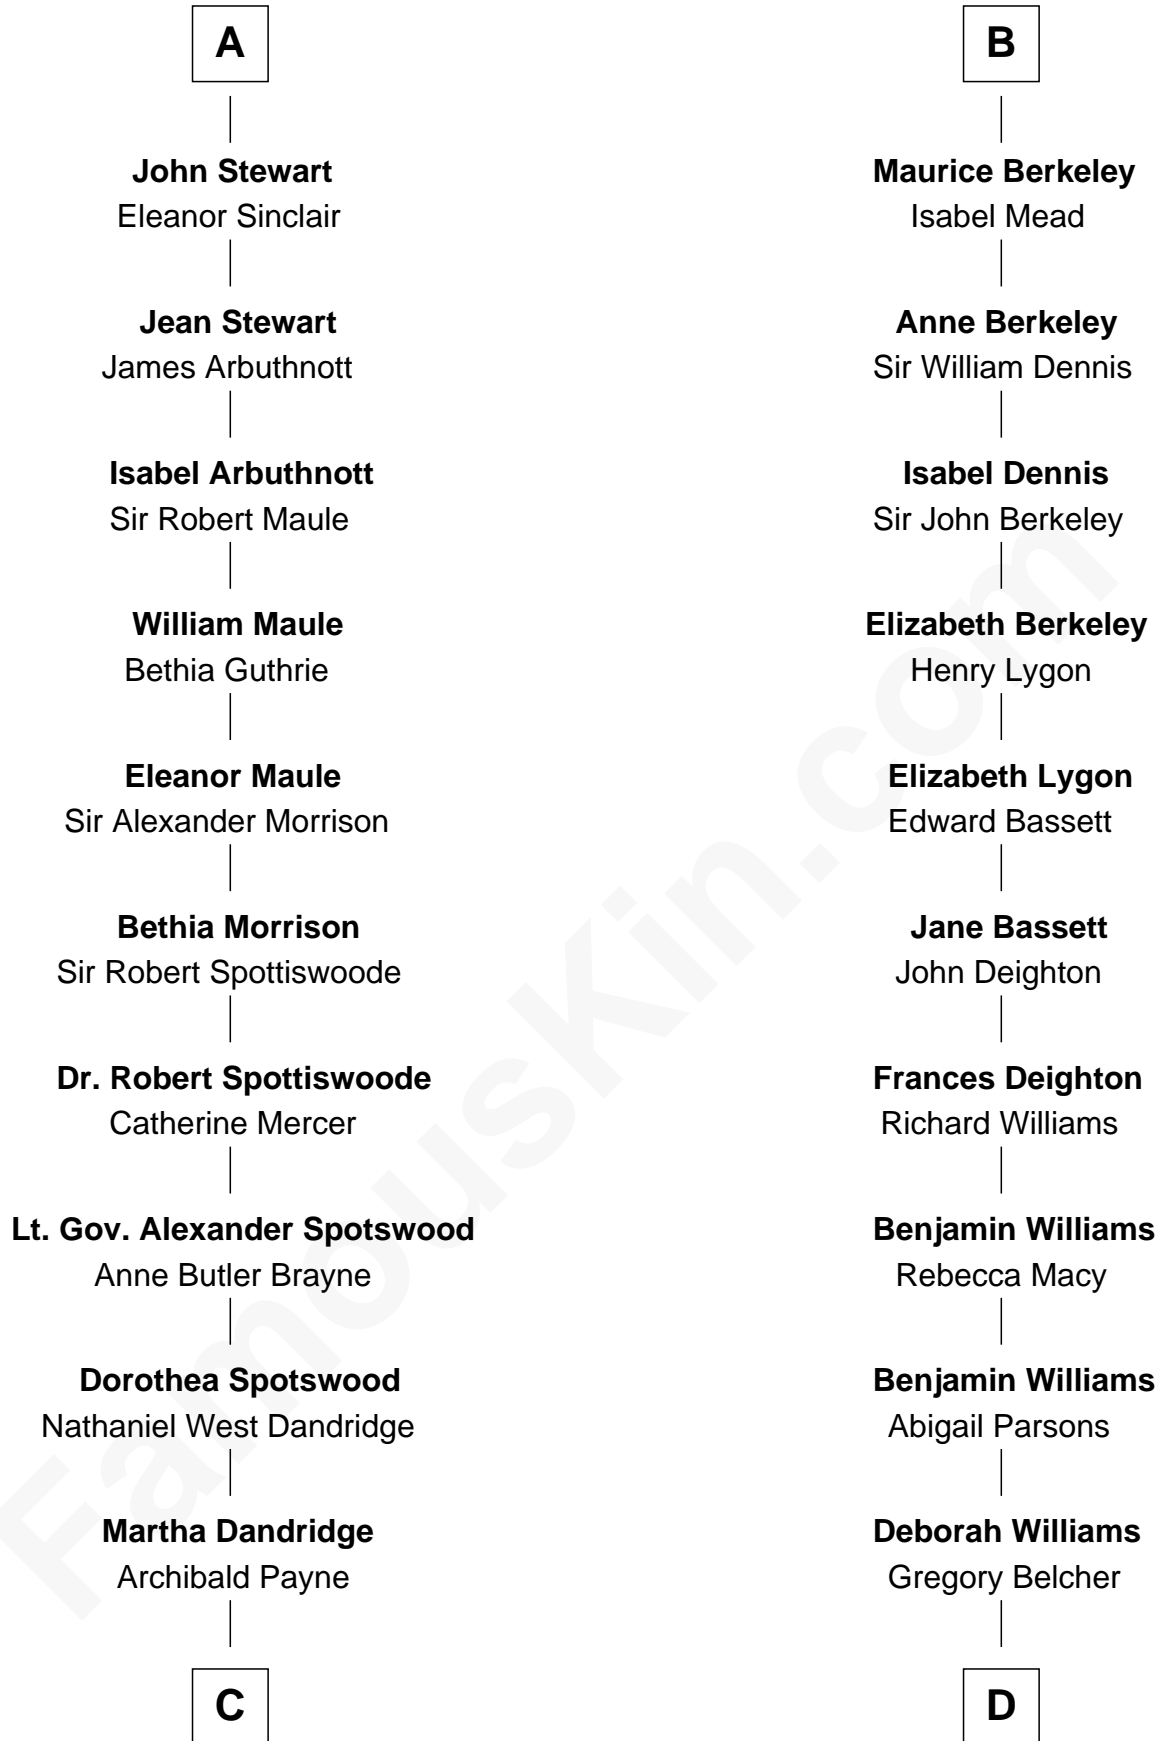 A
John Stewart
Eleanor Sinclair
Jean Stewart
James Arbuthnott
Isabel Arbuthnott
Sir Robert Maule
William Maule
Bethia Guthrie
Eleanor Maule
Sir Alexander Morrison
Bethia Morrison
Sir Robert Spottiswoode
Dr. Robert Spottiswoode
Catherine Mercer
Lt. Gov. Alexander Spotswood
Anne Butler Brayne
Dorothea Spotswood
Nathaniel West Dandridge
Martha Dandridge
Archibald Payne
C
B
Maurice Berkeley
Isabel Mead
Anne Berkeley
Sir William Dennis
Isabel Dennis
Sir John Berkeley
Elizabeth Berkeley
Henry Lygon
Elizabeth Lygon
Edward Bassett
Jane Bassett
John Deighton
Frances Deighton
Richard Williams
Benjamin Williams
Rebecca Macy
Benjamin Williams
Abigail Parsons
Deborah Williams
Gregory Belcher
D
FamousKin.com